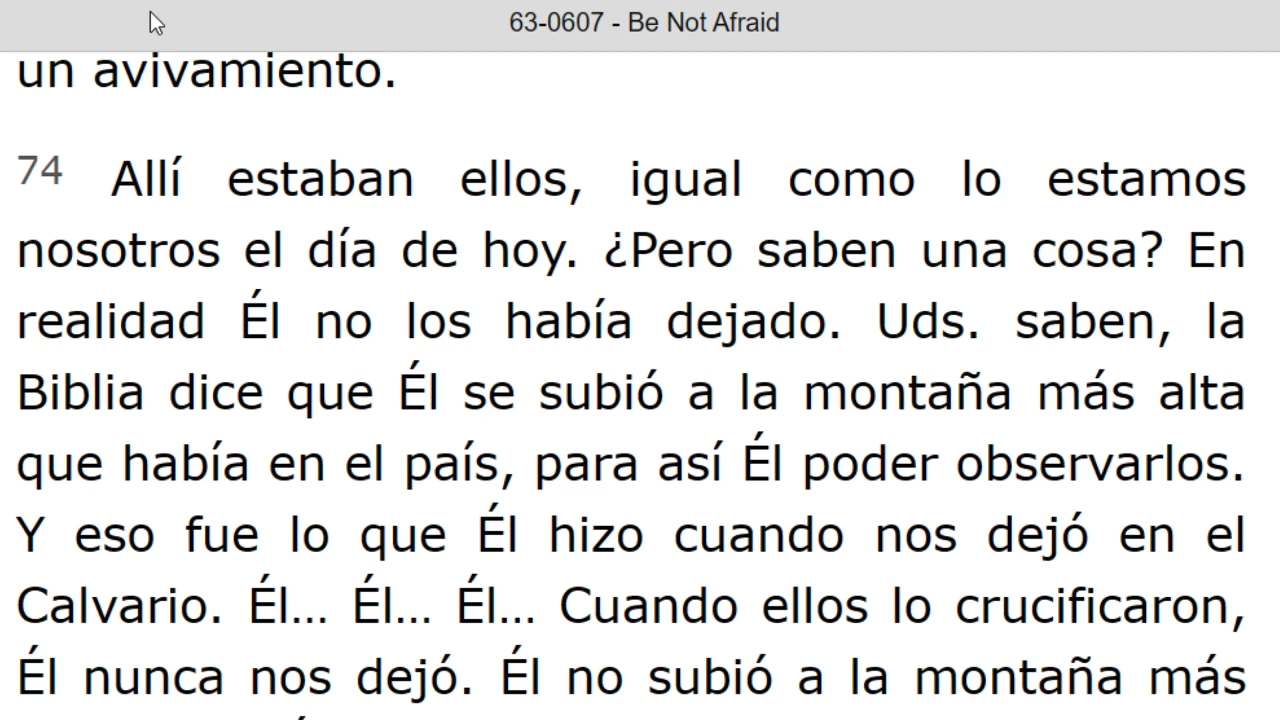 63-0607 - Be Not Afraid
un avivamiento.
74 Allí estaban ellos, igual como lo estamos
nosotros el día de hoy. ¿Pero saben una cosa? En
realidad Él no los había dejado. Uds. saben, la
Biblia dice que Él se subió a la montaña más alta
que había en el país, para así Él poder observarlos.
Y eso fue lo que Él hizo cuando nos dejó en el
Calvario. Él... Él... Él... Cuando ellos lo crucificaron,
Él nunca nos dejó. Él no subió a la montaña más